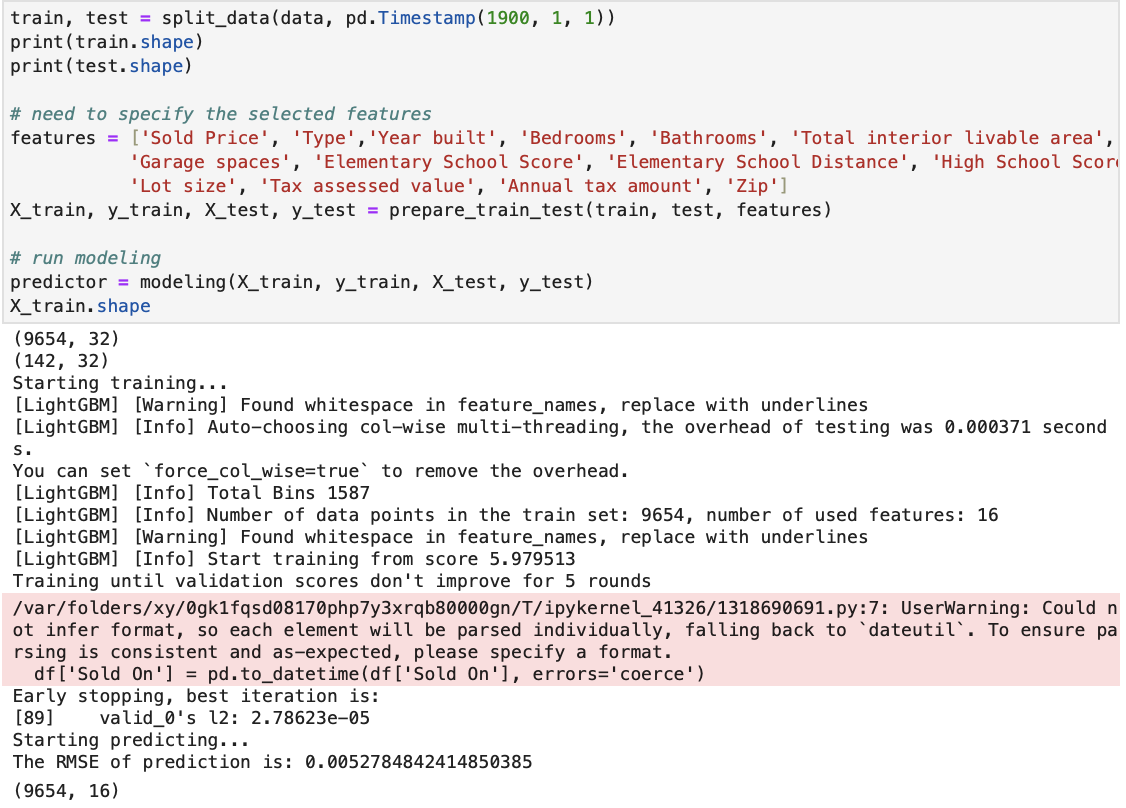 train, test = split_data(data, pd.Timestamp(1900, 1, 1))
print(train.shape)
print(test.shape)
# need to specify the selected features
features = ['Sold Price', 'Type','Year built', 'Bedrooms', 'Bathrooms', 'Total interior livable area',
'Garage spaces', 'Elementary School Score', 'Elementary School Distance', 'High School Scor
'Lot size', 'Tax assessed value', 'Annual tax amount', 'Zip']
X_train, y_train, X_test, y_test = prepare_train_test(train, test, features)
# run modeling
predictor = modeling(X_train, y_train, X_test, y_test)
X_train.shape
(9654, 32)
(142, 32)
Starting training...
[LightGBM] [Warning] Found whitespace in feature_names, replace with underlines
[LightGBM] [Info] Auto-choosing col-wise multi-threading, the overhead of testing was 0.000371 second
s.
You can set `force_col_wise=true` to remove the overhead.
[LightGBM] [Info] Total Bins 1587
[LightGBM] [Info] Number of data points in the train set: 9654, number of used features: 16
[LightGBM] [Warning] Found whitespace in feature_names, replace with underlines
[LightGBM] [Info] Start training from score 5.979513
Training until validation scores don't improve for 5 rounds
/var/folders/xy/0gk1fqsd08170php7y3xrqb80000gn/T/ipykernel_41326/1318690691.py:7: UserWarning: Could n
ot infer format, so each element will be parsed individually, falling back to `dateutil`. To ensure pa
rsing is consistent and as-expected, please specify a format.
df['Sold On'] = pd.to_datetime(df['Sold On'], errors='coerce')
Early stopping, best iteration is:
[89] valid_0's l2: 2.78623e-05
Starting predicting...
The RMSE of prediction is: 0.0052784842414850385
(9654, 16)